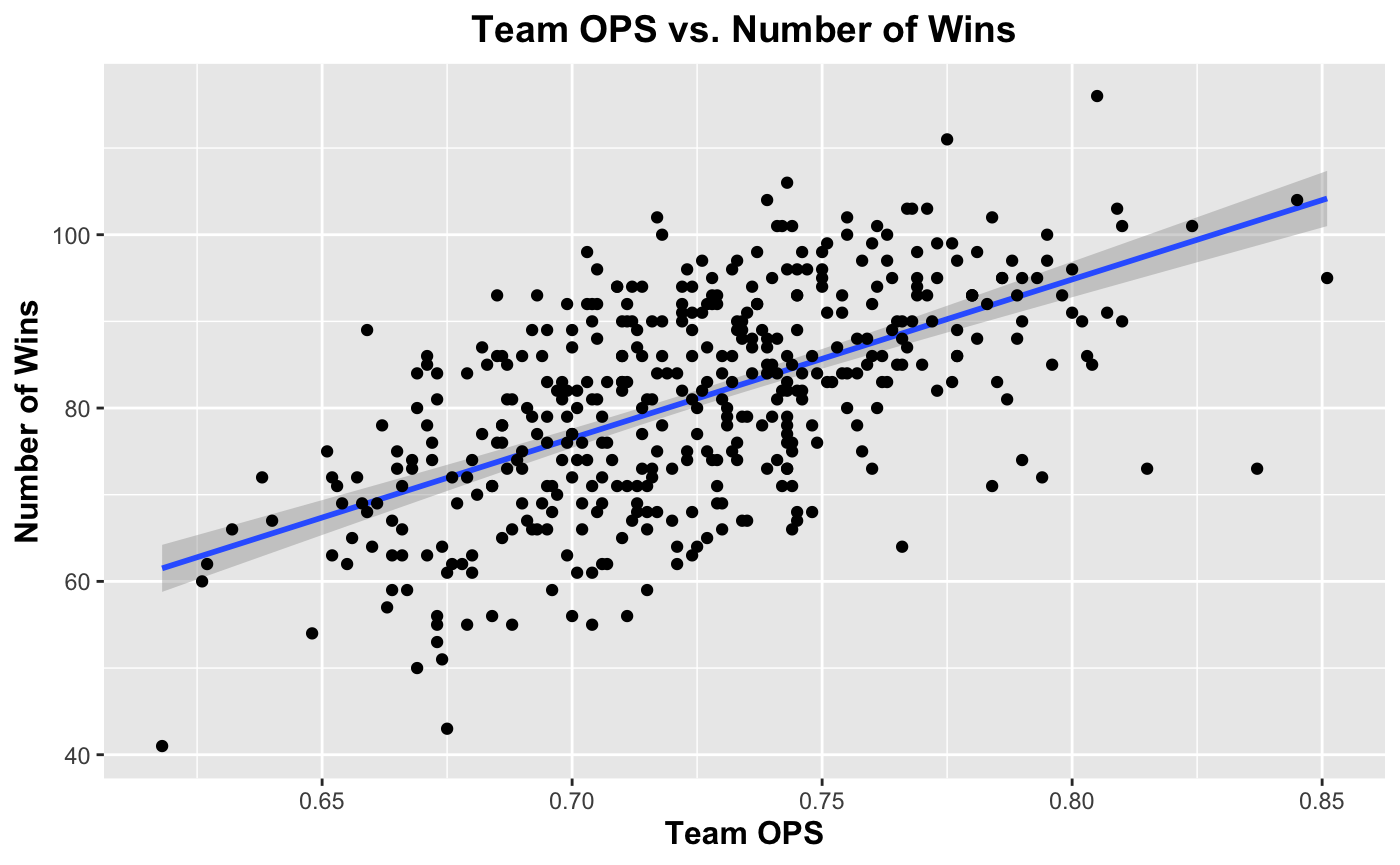 Team OPS vs. Number of Wins
Number of Wins
100
80
60
40
0.65 0.70 0.75 0.80 0.85
Team OPS